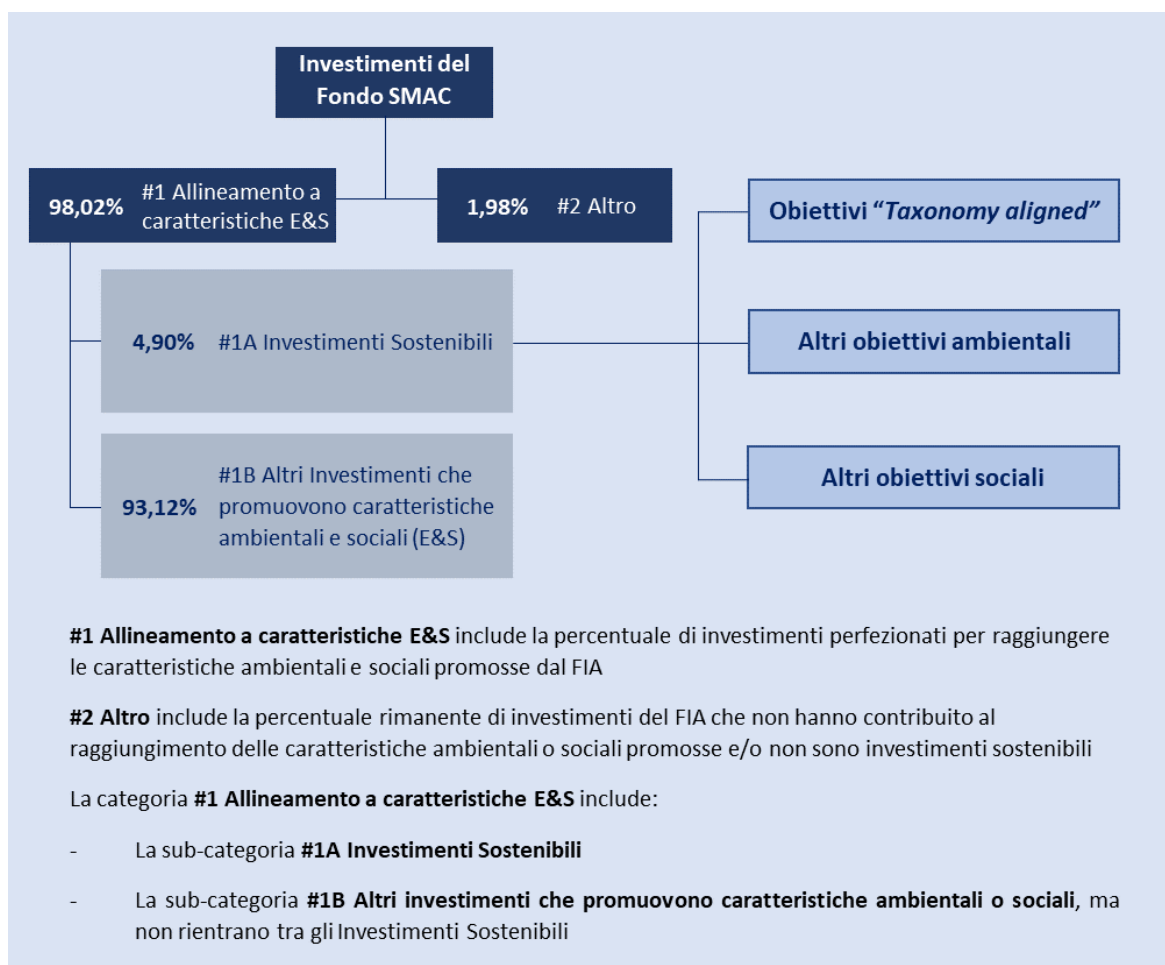 Investimenti del
Fondo SMAC
98,02%
#1 Allineamento a
caratteristiche E&S
1,98%
#2 Altro
Obiettivi “Taxonomy aligned”
4,90%
#1A Investimenti Sostenibili
Altri obiettivi ambientali
93,12%
#1B Altri Investimenti che
promuovono caratteristiche
ambientali e sociali (E&S)
Altri obiettivi sociali
#1 Allineamento a caratteristiche E&S include la percentuale di investimenti perfezionati per raggiungere
le caratteristiche ambientali e sociali promosse dal FIA
#2 Altro include la percentuale rimanente di investimenti del FIA che non hanno contribuito al
raggiungimento delle caratteristiche ambientali o sociali promosse e/o non sono investimenti sostenibili
La categoria #1 Allineamento a caratteristiche E&S include:
- La sub-categoria #1A Investimenti Sostenibili
- La sub-categoria #1B Altri investimenti che promuovono caratteristiche ambientali o sociali, ma
non rientrano tra gli Investimenti Sostenibili